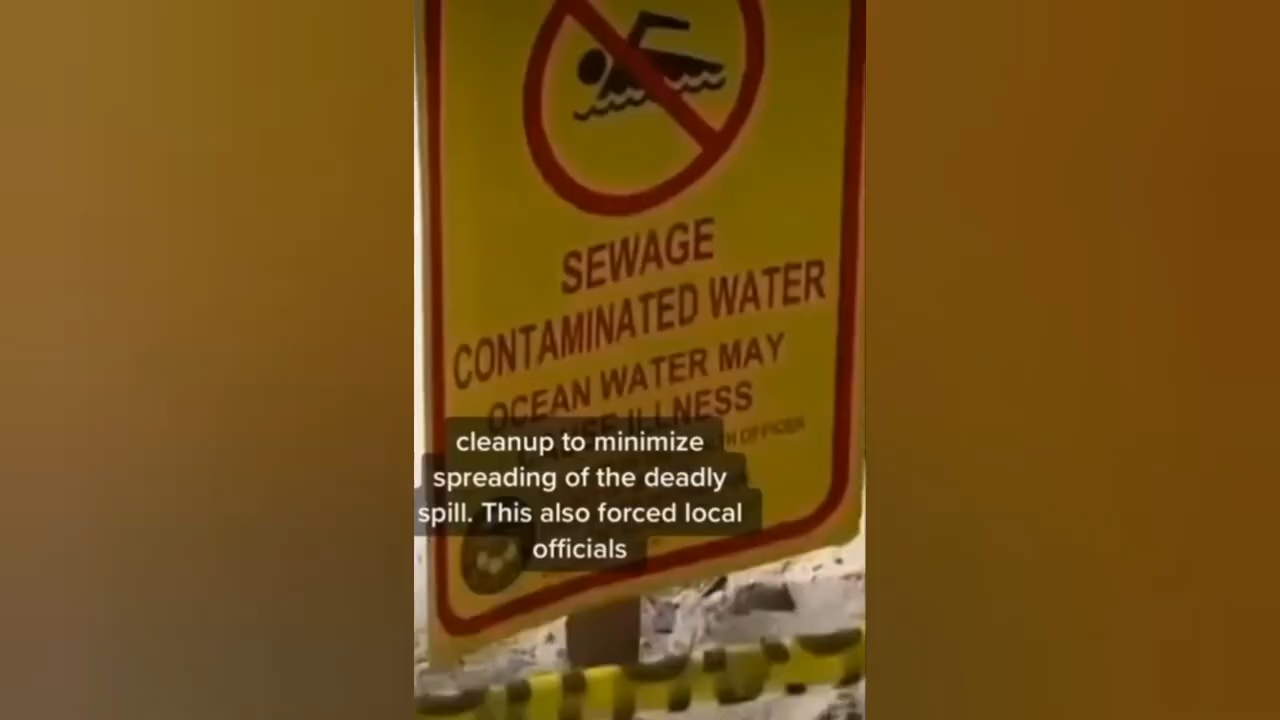 SEWAGE
CONTAMINATED WATER
OCEAN WATER MAY
ILLNESS
OFFICER
cleanup to minimize
spreading of the deadly
spill. This also forced local
officials